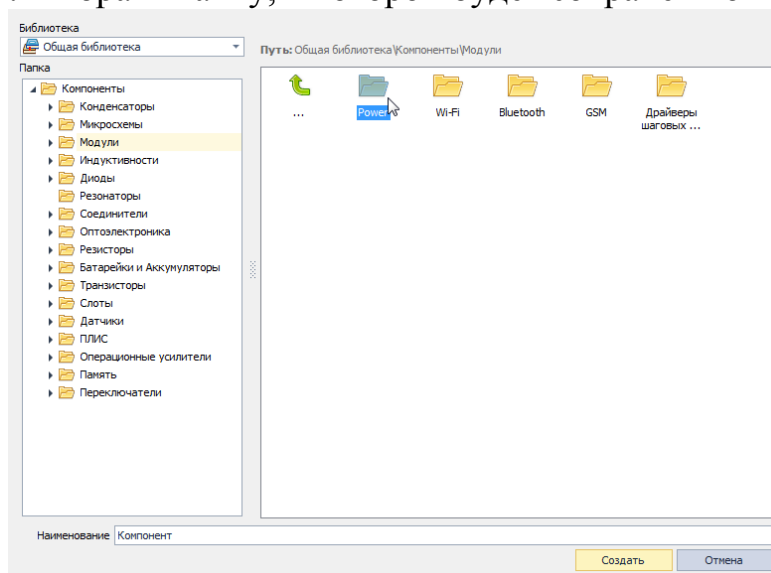 Библиотека
Общая библиотека
Путь: Общая библиотека\Компоненты\Модули
Папка
Компоненты
Конденсаторы
Микросхемы
Модули
Индуктивности
Диоды
Резонаторы
Соединители
Оптоэлектроника
Резисторы
Батарейки и Аккумуляторы
Транзисторы
Слоты
Датчики
ПЛИС
Операционные усилители
Память
Переключатели
... Power Wi-Fi Bluetooth GSM Драйверы
шаговых ...
Наименование Компонент
Создать Отмена